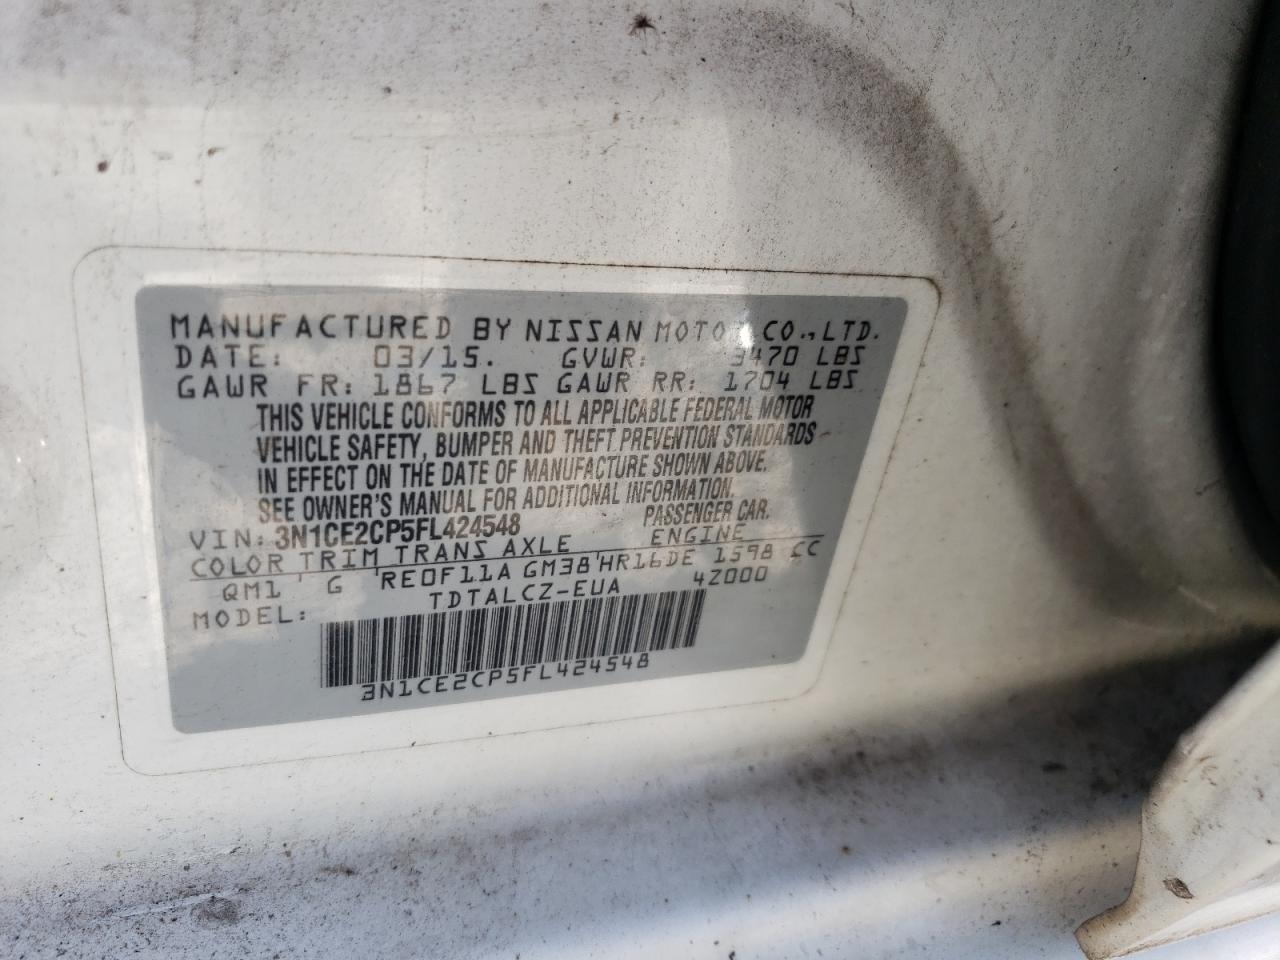 MANUFACTURED BY NISSAN MOTOR CO., LTD.
DATE: 03/15. GVWR: 3470 LBS
GAWR FR: 1867 LBS GAWR RR: 1704 LBS
THIS VEHICLE CONFORMS TO ALL APPLICABLE FEDERAL MOTOR
VEHICLE SAFETY, BUMPER AND THEFT PREVENTION STANDARDS
IN EFFECT ON THE DATE OF MANUFACTURE SHOWN ABOVE.
SEE OWNER'S MANUAL FOR ADDITIONAL INFORMATION.
VIN: 3N1CE2CP5FL424548 PASSENGER CAR.
COLOR TRIM TRANS AXLE ENGINE
QM1 G RE0F11A GM38 HR16DE 1598 CC
MODEL: TDTALCZ-EUA 4Z000
3N1CE2CP5FL424548